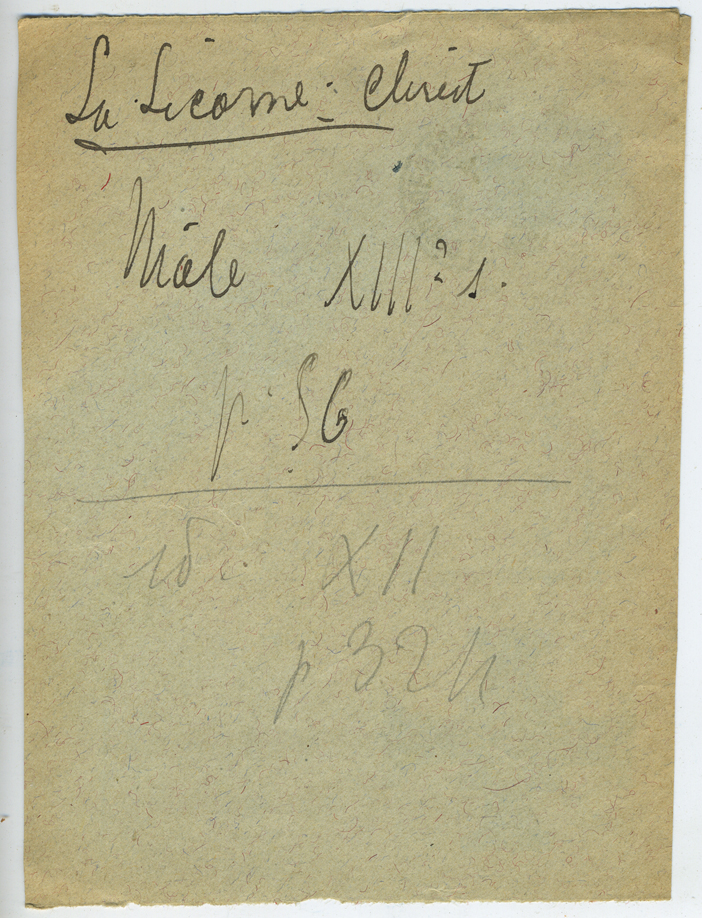 La Licorne : Christ
Mâle XIIIe s.
p. 56
id. XII
p 324